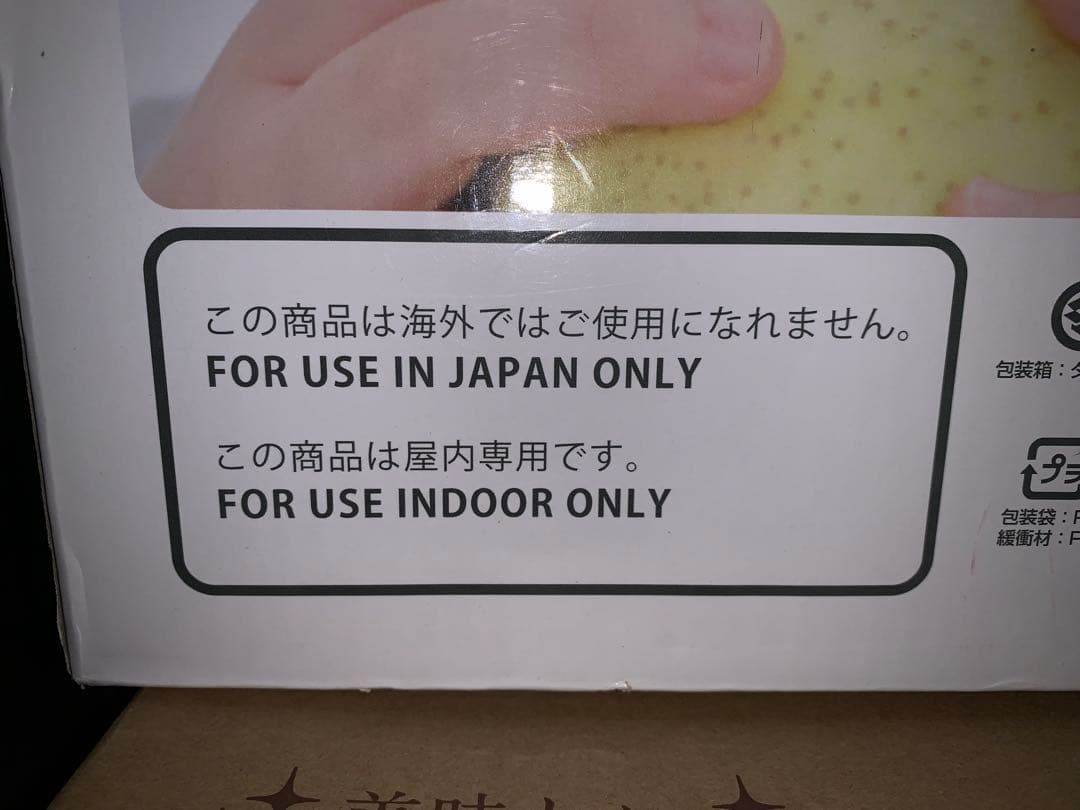 この商品は海外ではご使用になれません。
FOR USE IN JAPAN ONLY
この商品は屋内専用です。
FOR USE INDOOR ONLY
包装箱：
プラ
包装袋：P
緩衝材：P